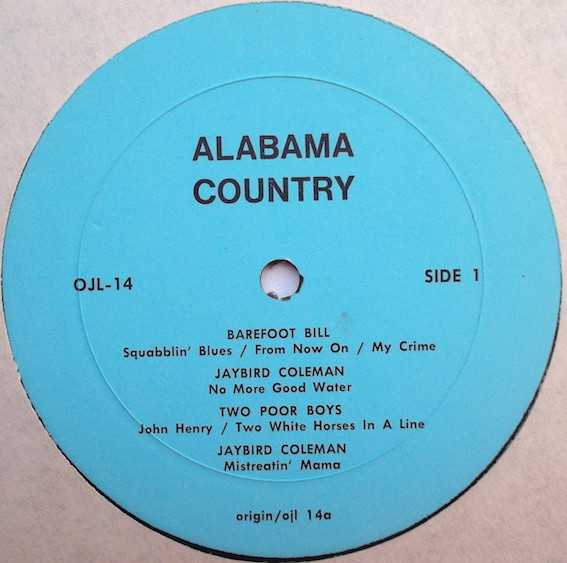 ALABAMA
COUNTRY
OJL-14
SIDE 1
BAREFOOT BILL
Squabblin' Blues / From Now On / My Crime
JAYBIRD COLEMAN
No More Good Water
TWO POOR BOYS
John Henry / Two White Horses In A Line
JAYBIRD COLEMAN
Mistreatin' Mama
origin/ojl 14a